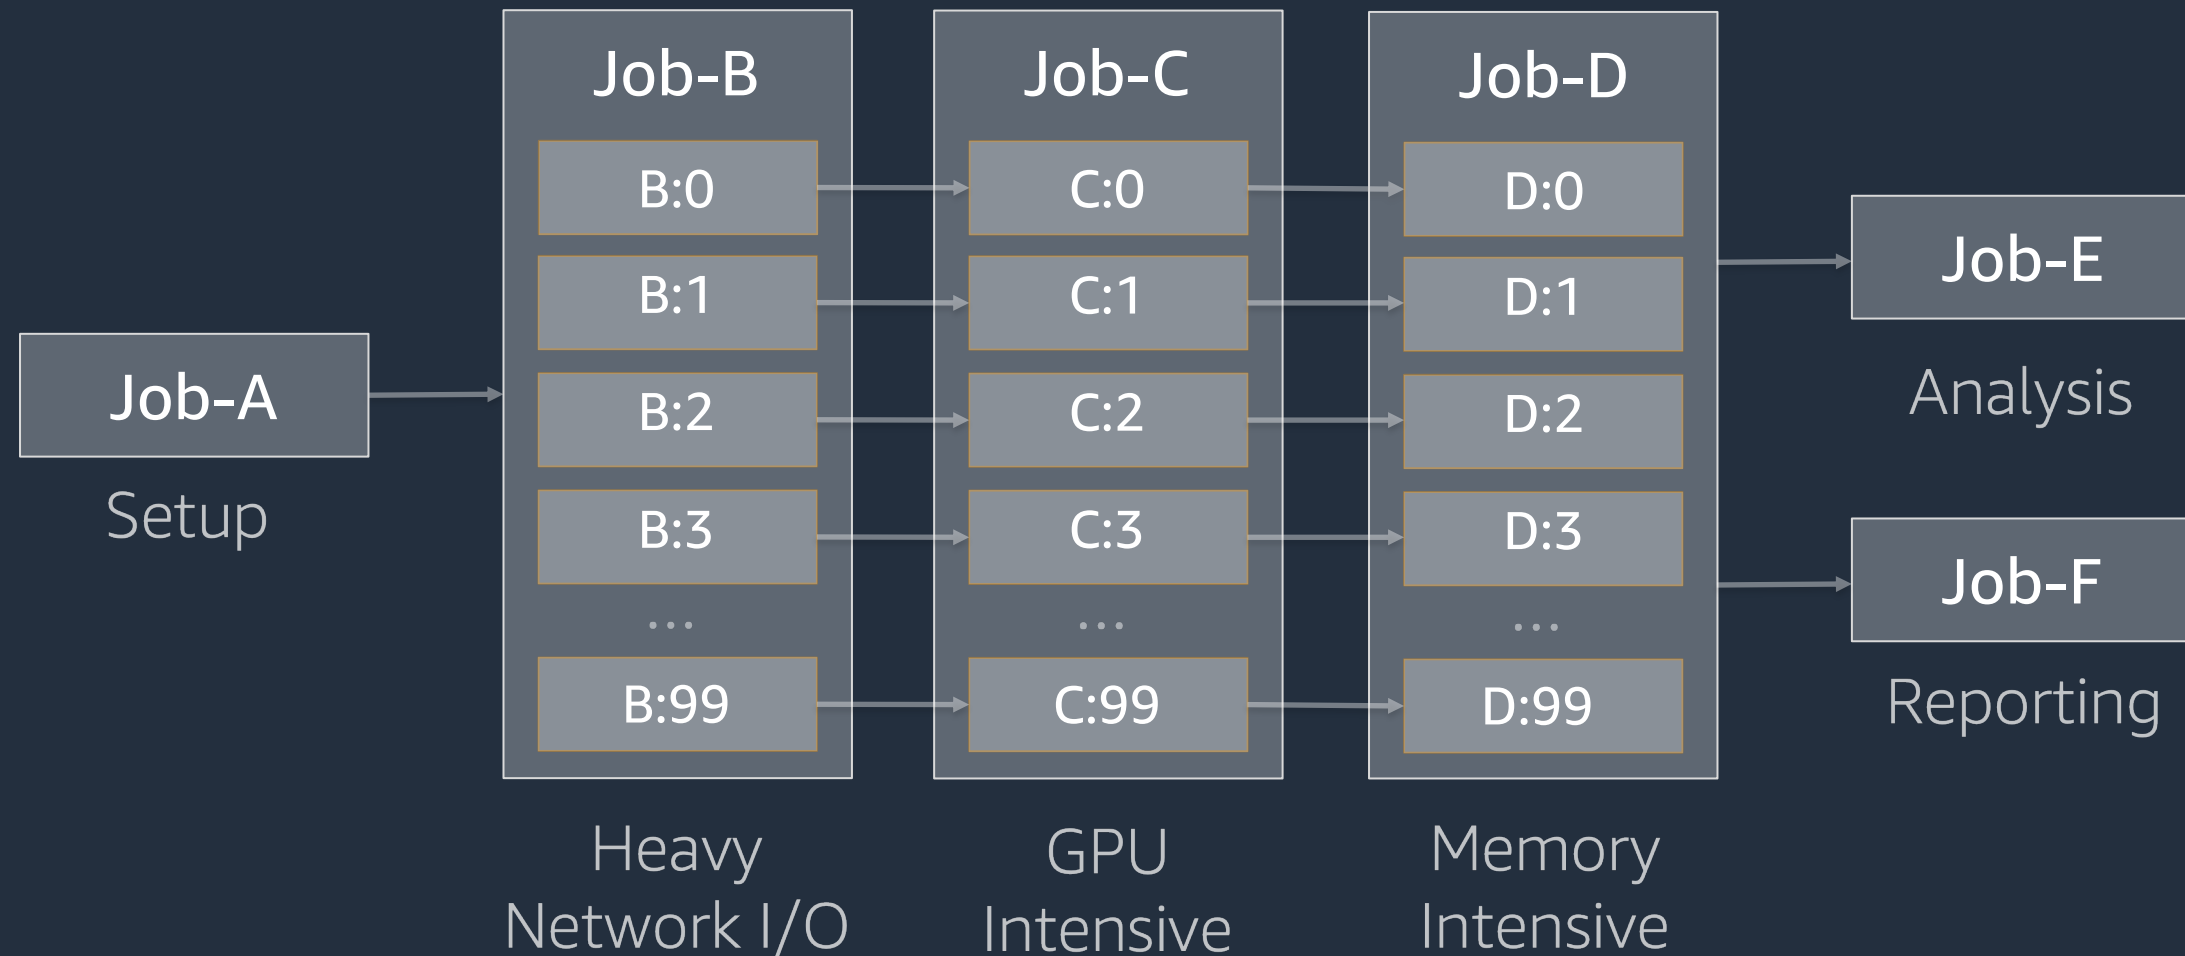 Job-A
Setup
Job-B
B:0
B:1
B:2
B:3
...
B:99
Heavy
Network I/O
Job-C
C:0
C:1
C:2
C:3
...
C:99
GPU
Intensive
Job-D
D:0
D:1
D:2
D:3
...
D:99
Memory
Intensive
Job-E
Analysis
Job-F
Reporting